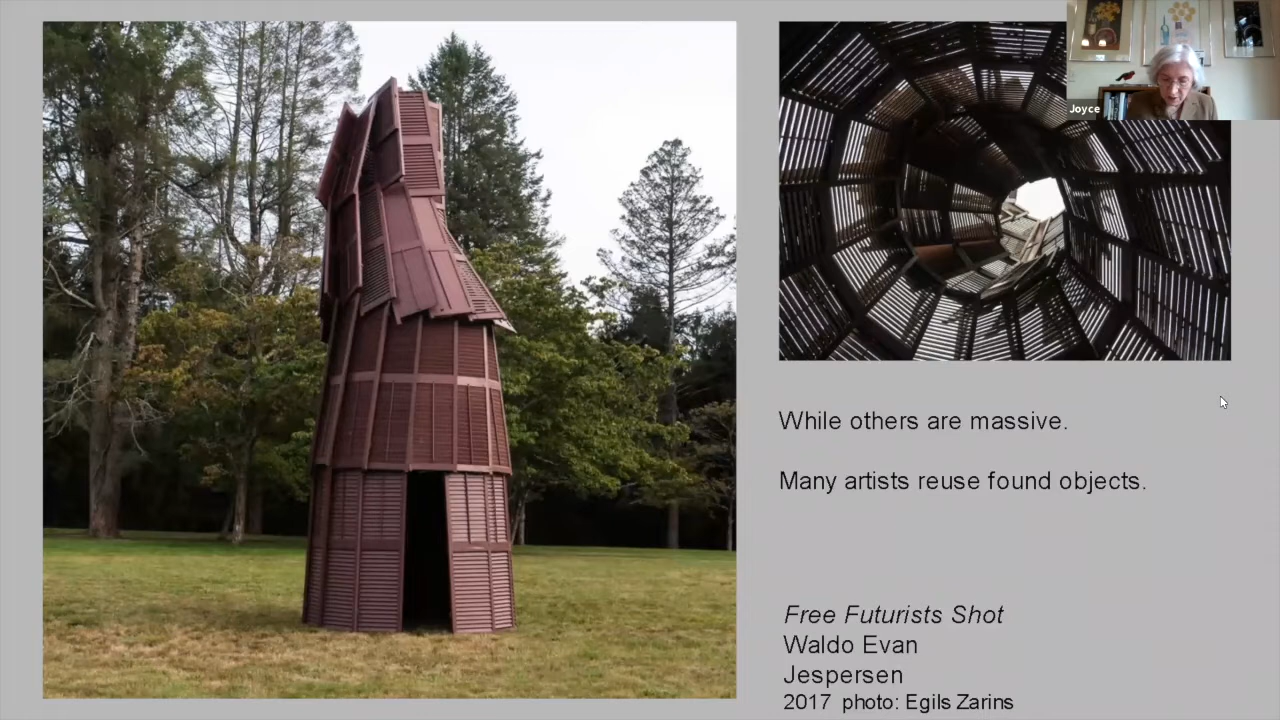 Joyce
While others are massive.
Many artists reuse found objects.
Free Futurists Shot
Waldo Evan
Jespersen
2017 photo: Egils Zarins